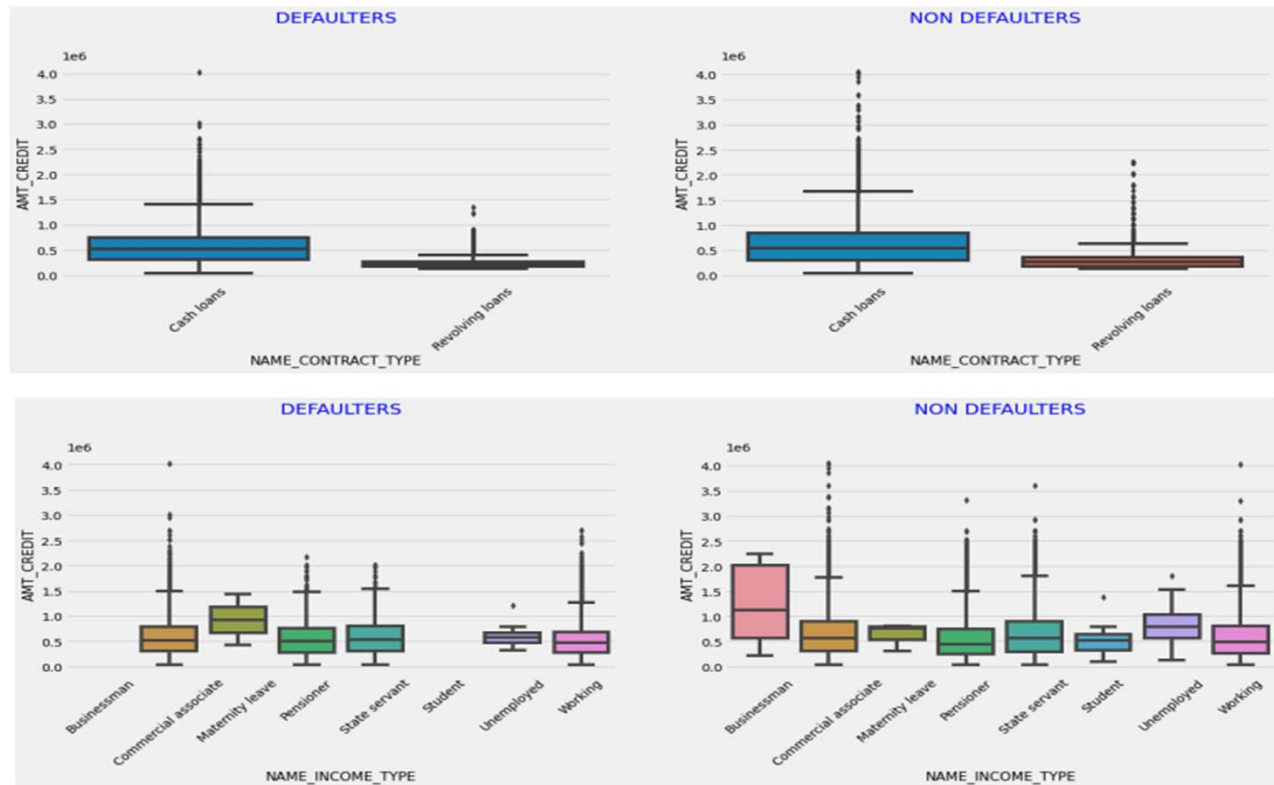 DEFAULTERS
1e6
4.0
3.5
3.0
2.5
2.0
1.5
1.0
0.5
0.0
AMT_CREDIT
Cash loans
Revolving loans
NAME_CONTRACT_TYPE
NON DEFAULTERS
1e6
4.0
3.5
3.0
2.5
2.0
1.5
1.0
0.5
0.0
AMT_CREDIT
Cash loans
Revolving loans
NAME_CONTRACT_TYPE
DEFAULTERS
1e6
4.0
3.5
3.0
2.5
2.0
1.5
1.0
0.5
0.0
AMT_CREDIT
Businessman
Commercial associate
Maternity leave
Pensioner
State servant
Student
Unemployed
Working
NAME_INCOME_TYPE
NON DEFAULTERS
1e6
4.0
3.5
3.0
2.5
2.0
1.5
1.0
0.5
0.0
AMT_CREDIT
Businessman
Commercial associate
Maternity leave
Pensioner
State servant
Student
Unemployed
Working
NAME_INCOME_TYPE